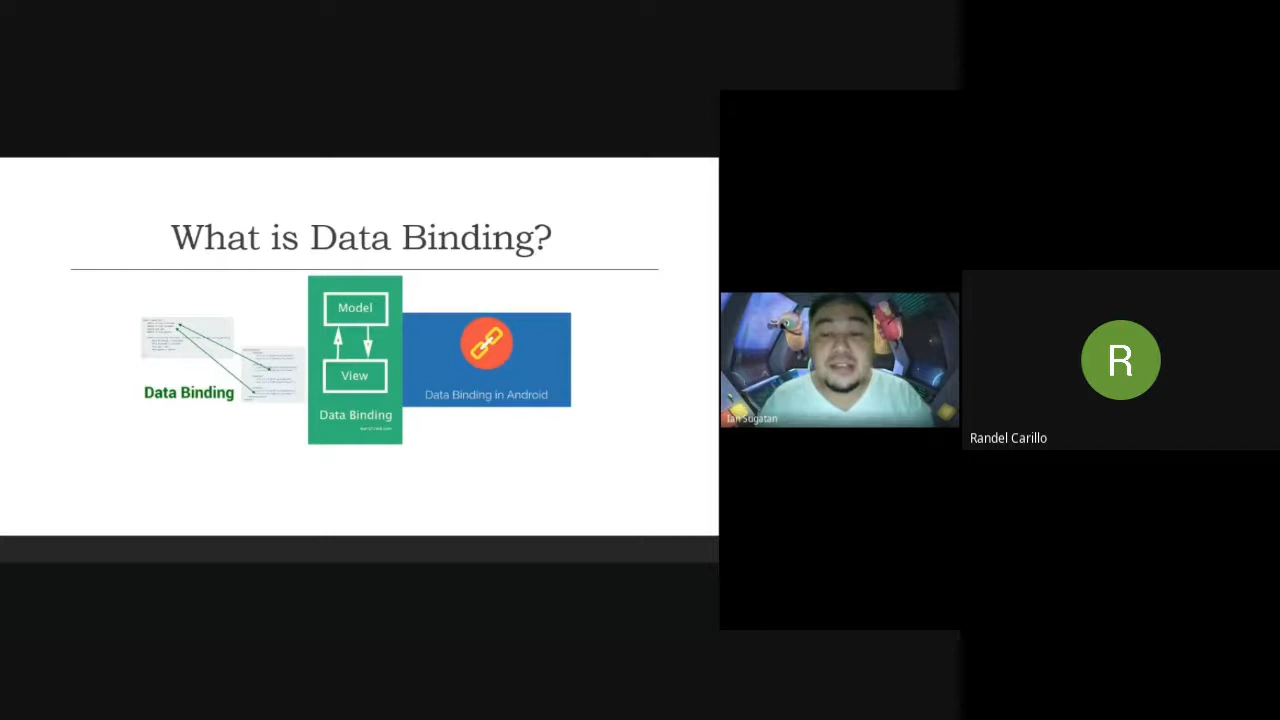 What is Data Binding?
Data Binding
Model
View
Data Binding
Data Binding in Android
Ian Sugatan
R
Randel Carillo